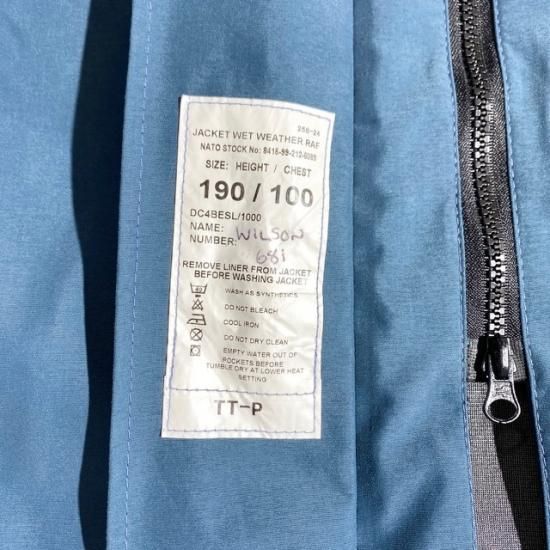 256-24
JACKET WET WEATHER RAF
NATO STOCK No: 8415-99-212-6085
SIZE: HEIGHT / CHEST
190 / 100
DC4BESL/1000
NAME: WILSON
NUMBER: 681
REMOVE LINER FROM JACKET
BEFORE WASHING JACKET
WASH AS SYNTHETICS
DO NOT BLEACH
COOL IRON
DO NOT DRY CLEAN
EMPTY WATER OUT OF
POCKETS BEFORE
TUMBLE DRY AT LOWER HEAT
SETTING
TT-P